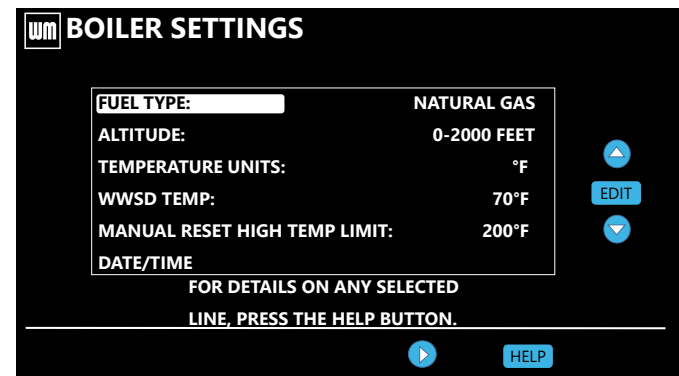 wm BOILER SETTINGS
FUEL TYPE: NATURAL GAS
ALTITUDE: 0-2000 FEET
TEMPERATURE UNITS: °F
WWSD TEMP: 70°F
EDIT
MANUAL RESET HIGH TEMP LIMIT: 200°F
DATE/TIME
FOR DETAILS ON ANY SELECTED
LINE, PRESS THE HELP BUTTON.
HELP